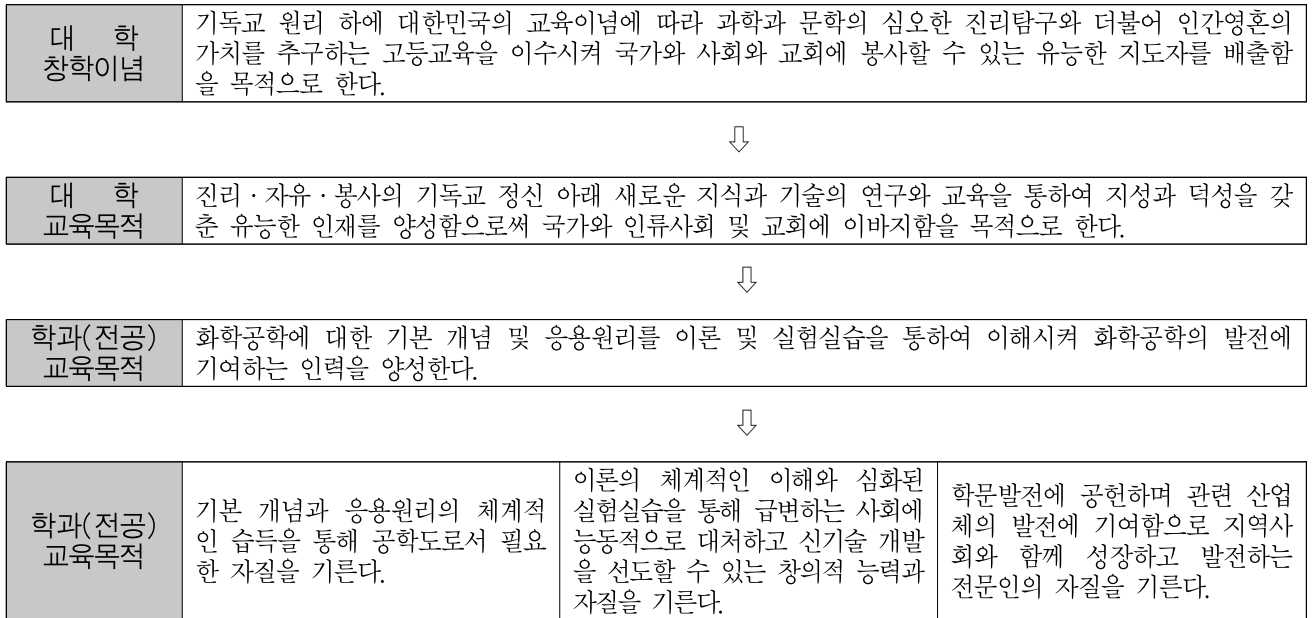 대 학
창학이념
기독교 원리 하에 대한민국의 교육이념에 따라 과학과 문학의 심오한 진리탐구와 더불어 인간영혼의
가치를 추구하는 고등교육을 이수시켜 국가와 사회와 교회에 봉사할 수 있는 유능한 지도자를 배출함
을 목적으로 한다.
⇩
대 학
교육목적
진리·자유·봉사의 기독교 정신 아래 새로운 지식과 기술의 연구와 교육을 통하여 지성과 덕성을 갖
춘 유능한 인재를 양성함으로써 국가와 인류사회 및 교회에 이바지함을 목적으로 한다.
⇩
학과(전공)
교육목적
화학공학에 대한 기본 개념 및 응용원리를 이론 및 실험실습을 통하여 이해시켜 화학공학의 발전에
기여하는 인력을 양성한다.
⇩
학과(전공)
교육목적
기본 개념과 응용원리의 체계적
인 습득을 통해 공학도로서 필요
한 자질을 기른다.
이론의 체계적인 이해와 심화된
실험실습을 통해 급변하는 사회에
능동적으로 대처하고 신기술 개발
을 선도할 수 있는 창의적 능력과
자질을 기른다.
학문발전에 공헌하며 관련 산업
체의 발전에 기여함으로 지역사
회와 함께 성장하고 발전하는
전문인의 자질을 기른다.